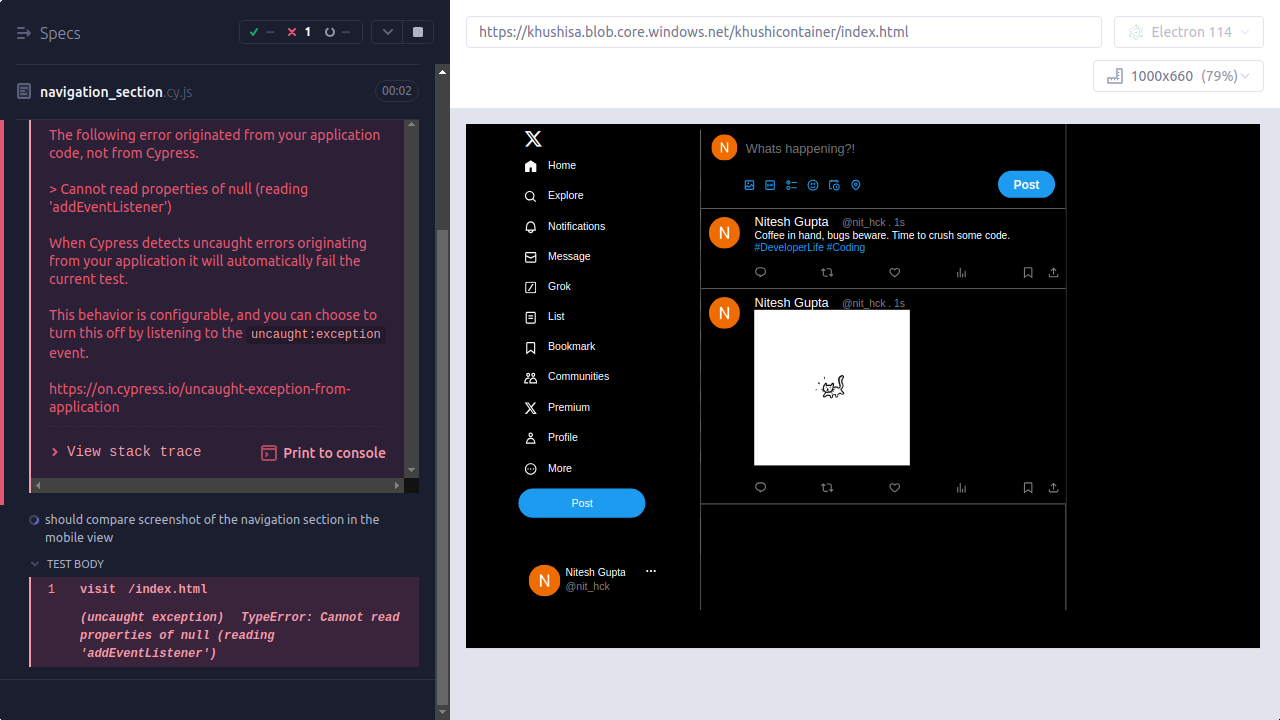 Specs
-- 1 --
navigation_section.cy.js
00:02
The following error originated from your application
code, not from Cypress.
> Cannot read properties of null (reading
'addEventListener')
When Cypress detects uncaught errors originating
from your application it will automatically fail the
current test.
This behavior is configurable, and you can choose to
turn this off by listening to the uncaught:exception
event.
https://on.cypress.io/uncaught-exception-from-
application
> View stack trace
Print to console
should compare screenshot of the navigation section in the
mobile view
TEST BODY
1 visit /index.html
(uncaught exception) TypeError: Cannot read
properties of null (reading
'addEventListener')
https://khushisa.blob.core.windows.net/khushicontainer/index.html
Electron 114
1000x660 (79%)
X
Home
Explore
Notifications
Message
Grok
List
Bookmark
Communities
Premium
Profile
More
Post
N
Nitesh Gupta
...
@nit_hck
N
Whats happening?!
Post
N
Nitesh Gupta @nit_hck . 1s
Coffee in hand, bugs beware. Time to crush some code.
#DeveloperLife #Coding
N
Nitesh Gupta @nit_hck . 1s